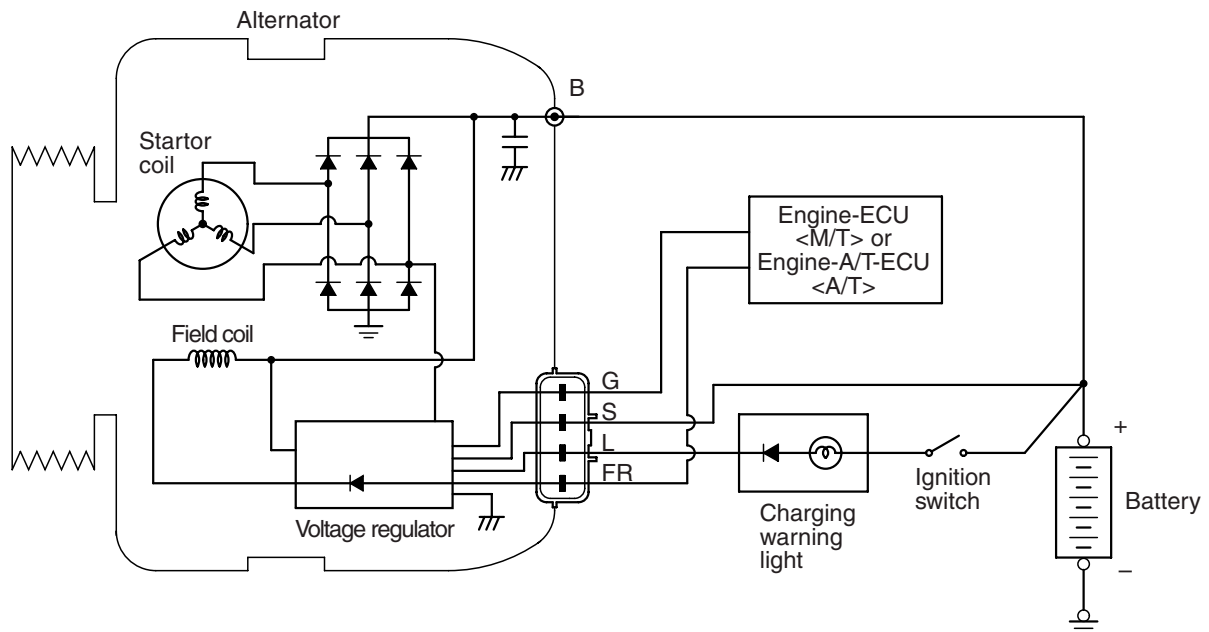 Alternator
B
Startor
coil
Engine-ECU
<M/T> or
Engine-A/T-ECU
<A/T>
Field coil
G
S
L
FR
+
Ignition
switch
Battery
Voltage regulator
Charging
warning
light
–